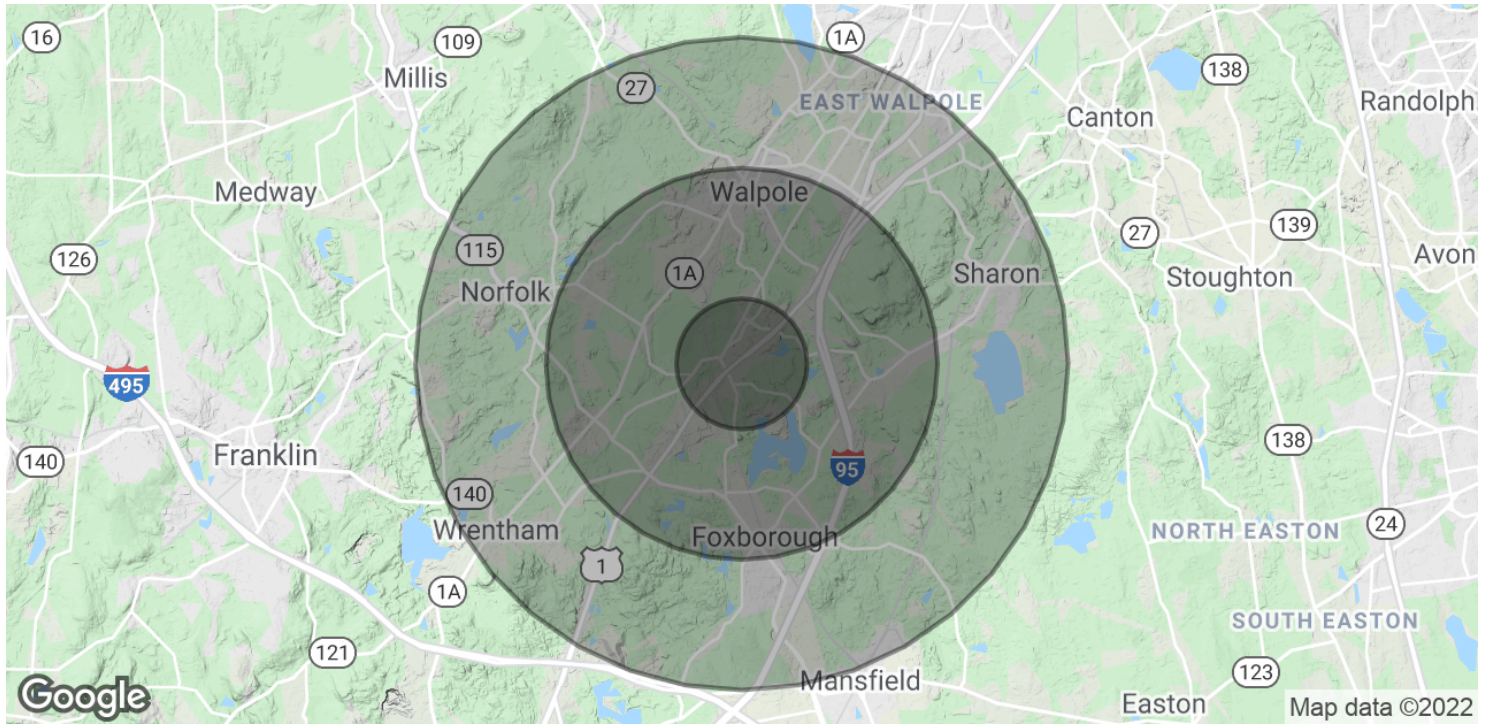 16
109
1A
Millis
27
138
EAST WALPOLE
Randolph
Canton
Medway
Walpole
139
27
115
126
Avon
1A
Sharon
Stoughton
Norfolk
495
138
Franklin
140
95
140
24
Wrentham
Foxborough
NORTH EASTON
1
1A
SOUTH EASTON
121
123
Mansfield
Google
Easton
Map data ©2022